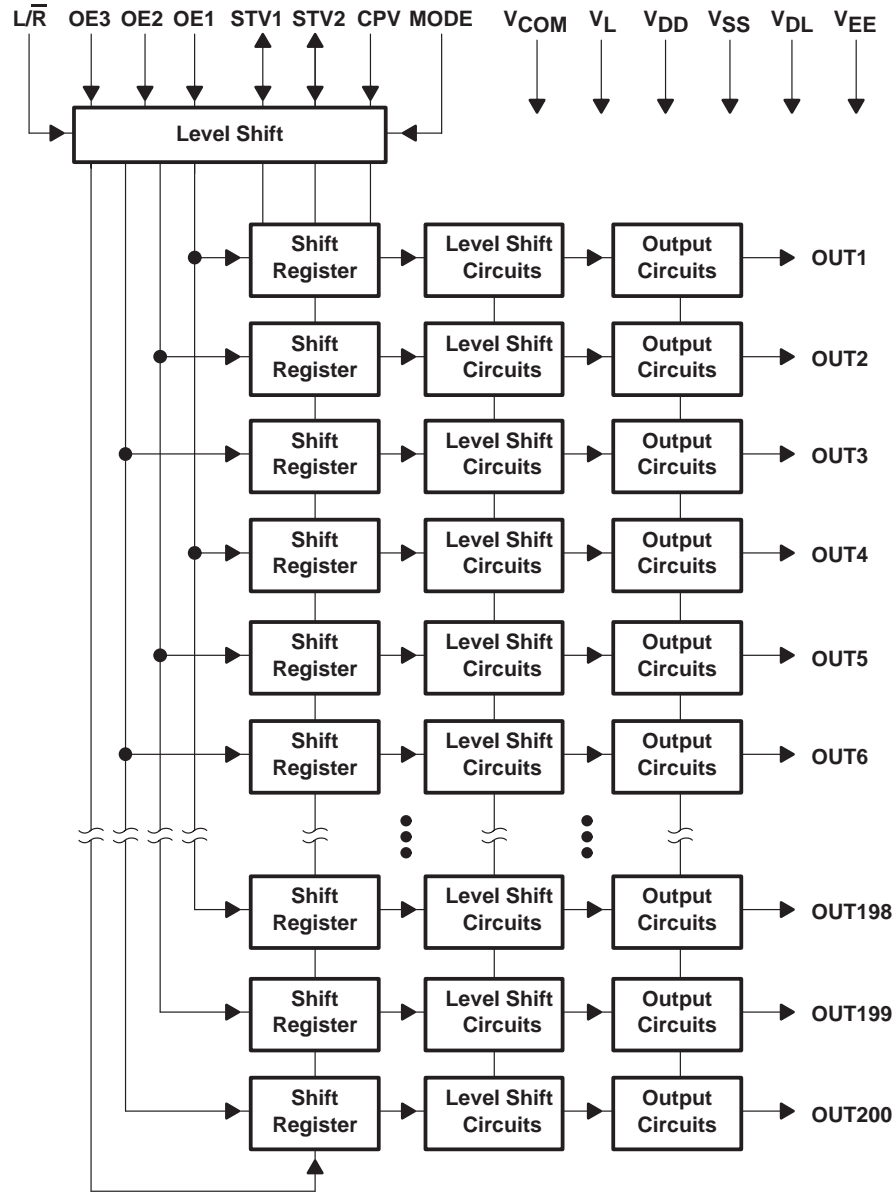 L/R̅ OE3 OE2 OE1 STV1 STV2 CPV MODE VCOM VL VDD VSS VDL VEE
Level Shift
Shift Register Level Shift Circuits Output Circuits OUT1
Shift Register Level Shift Circuits Output Circuits OUT2
Shift Register Level Shift Circuits Output Circuits OUT3
Shift Register Level Shift Circuits Output Circuits OUT4
Shift Register Level Shift Circuits Output Circuits OUT5
Shift Register Level Shift Circuits Output Circuits OUT6
Shift Register Level Shift Circuits Output Circuits OUT198
Shift Register Level Shift Circuits Output Circuits OUT199
Shift Register Level Shift Circuits Output Circuits OUT200